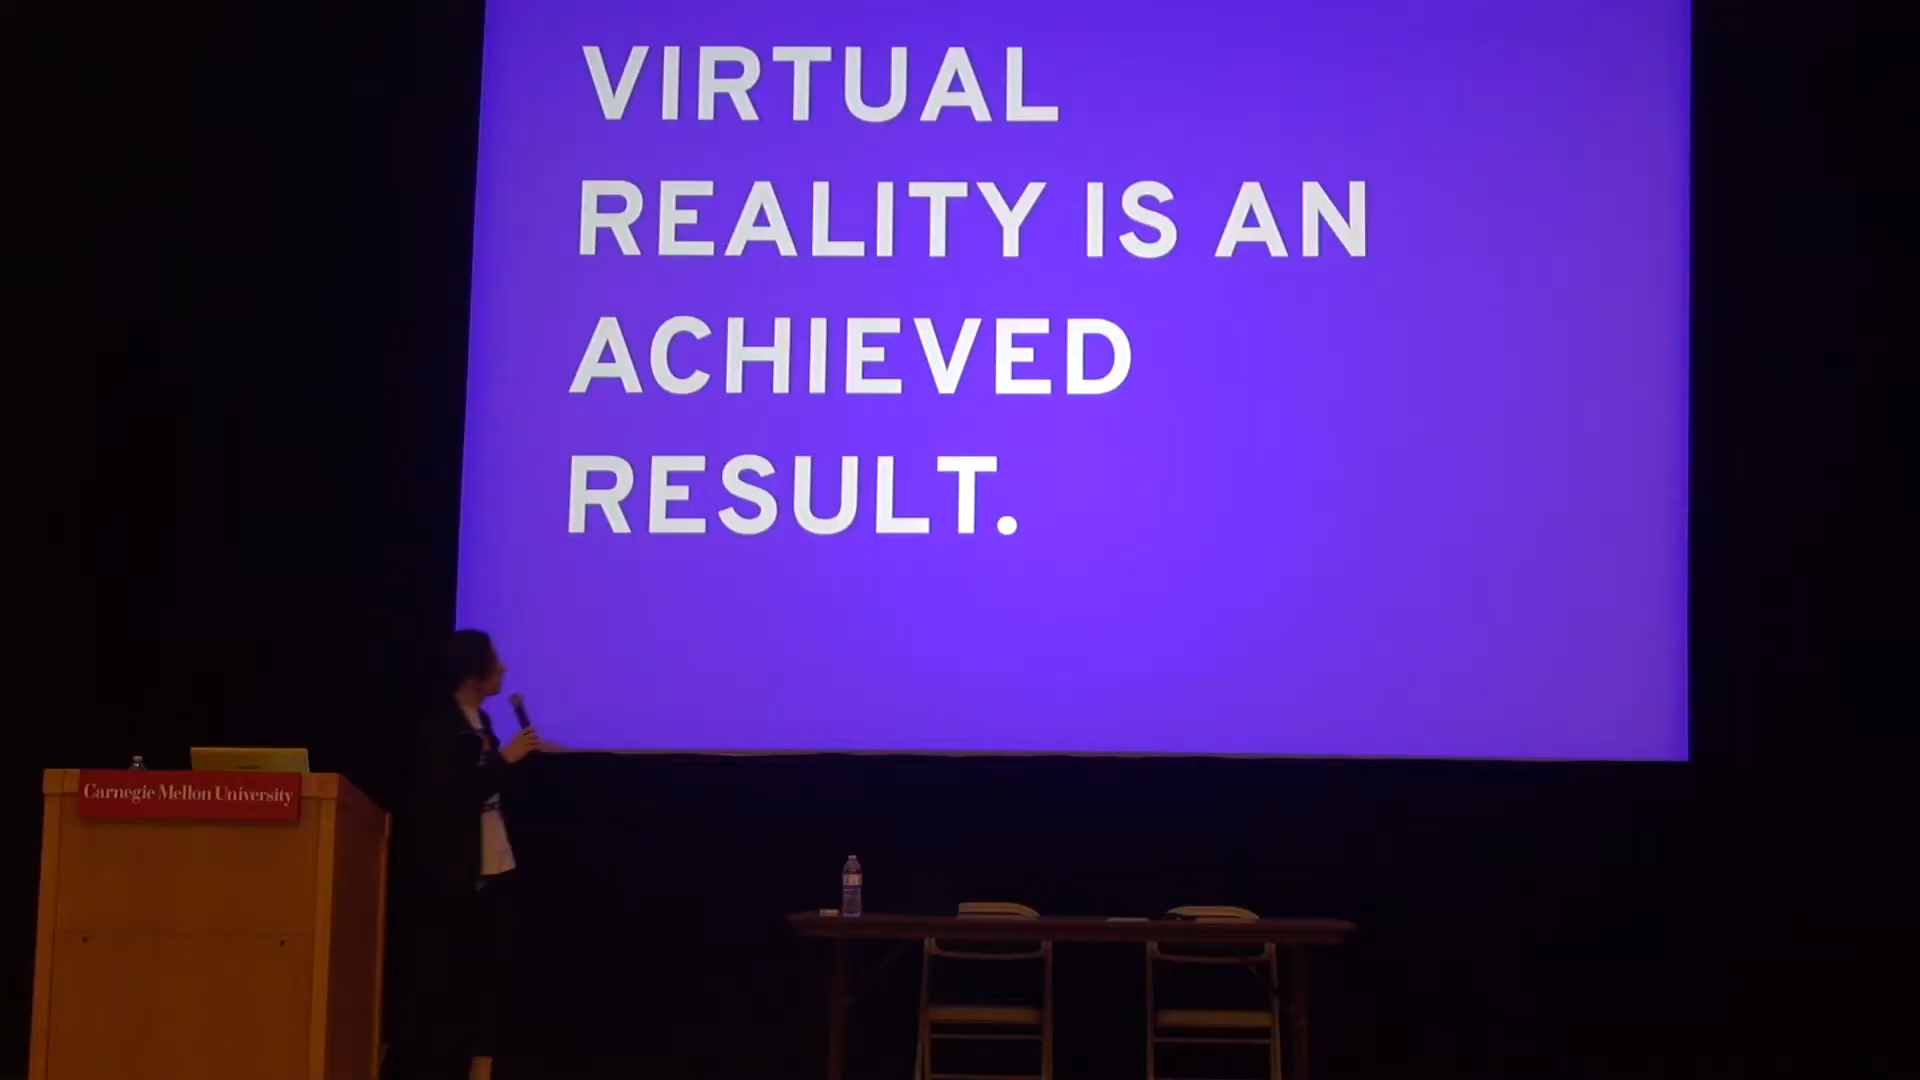 VIRTUAL
REALITY IS AN
ACHIEVED
RESULT.
Carnegie Mellon University